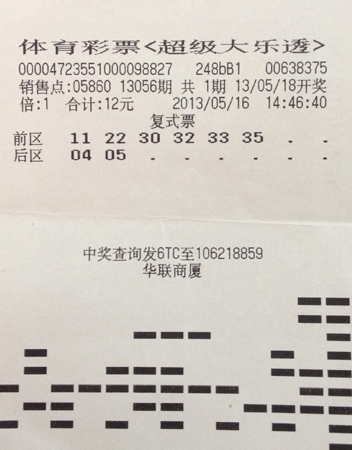 体育彩票<超级大乐透>
00004723551000098827 248bB1 00638375
销售点:05860 13056期 共 1期 13/05/18开奖
倍:1 合计:12元 2013/05/16 14:46:40
复式票
前区 11 22 30 32 33 35 . .
后区 04 05 . . . . . .
中奖查询发6TC至106218859
华联商厦